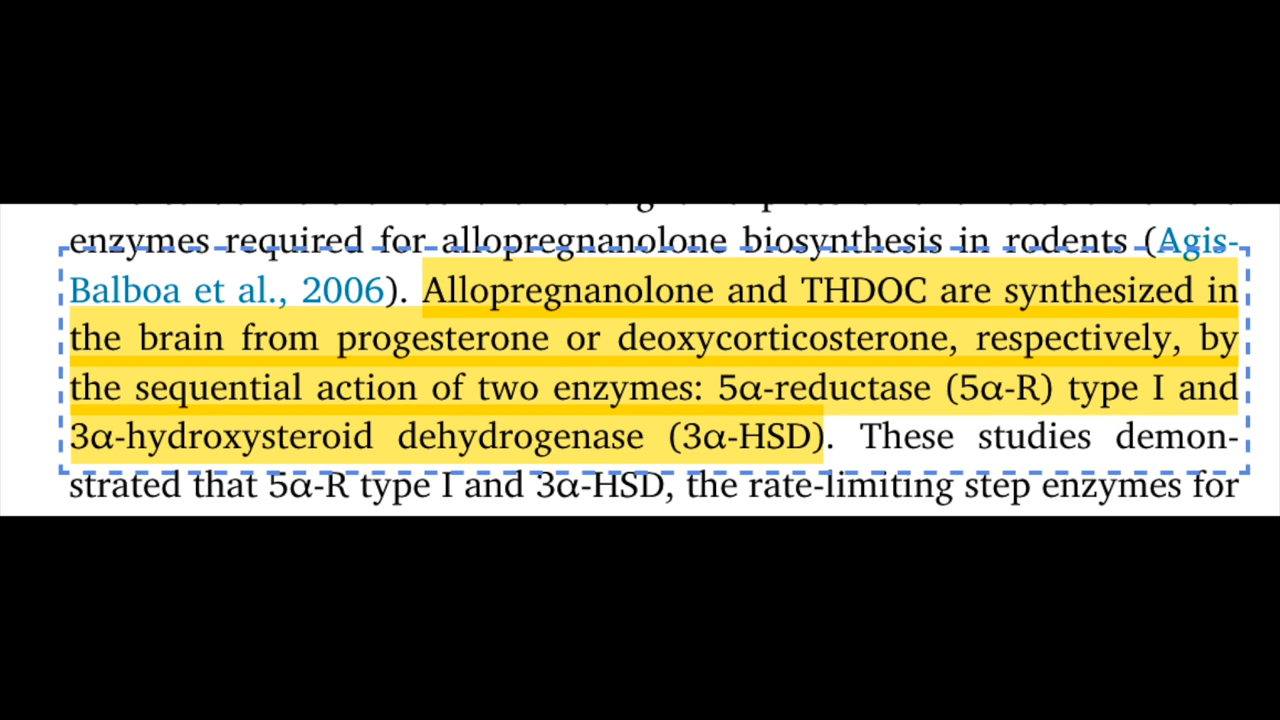 enzymes required for allopregnanolone biosynthesis in rodents (Agis-
Balboa et al., 2006). Allopregnanolone and THDOC are synthesized in
the brain from progesterone or deoxycorticosterone, respectively, by
the sequential action of two enzymes: 5α-reductase (5α-R) type I and
3α-hydroxysteroid dehydrogenase (3α-HSD). These studies demon-
strated that 5α-R type I and 3α-HSD, the rate-limiting step enzymes for